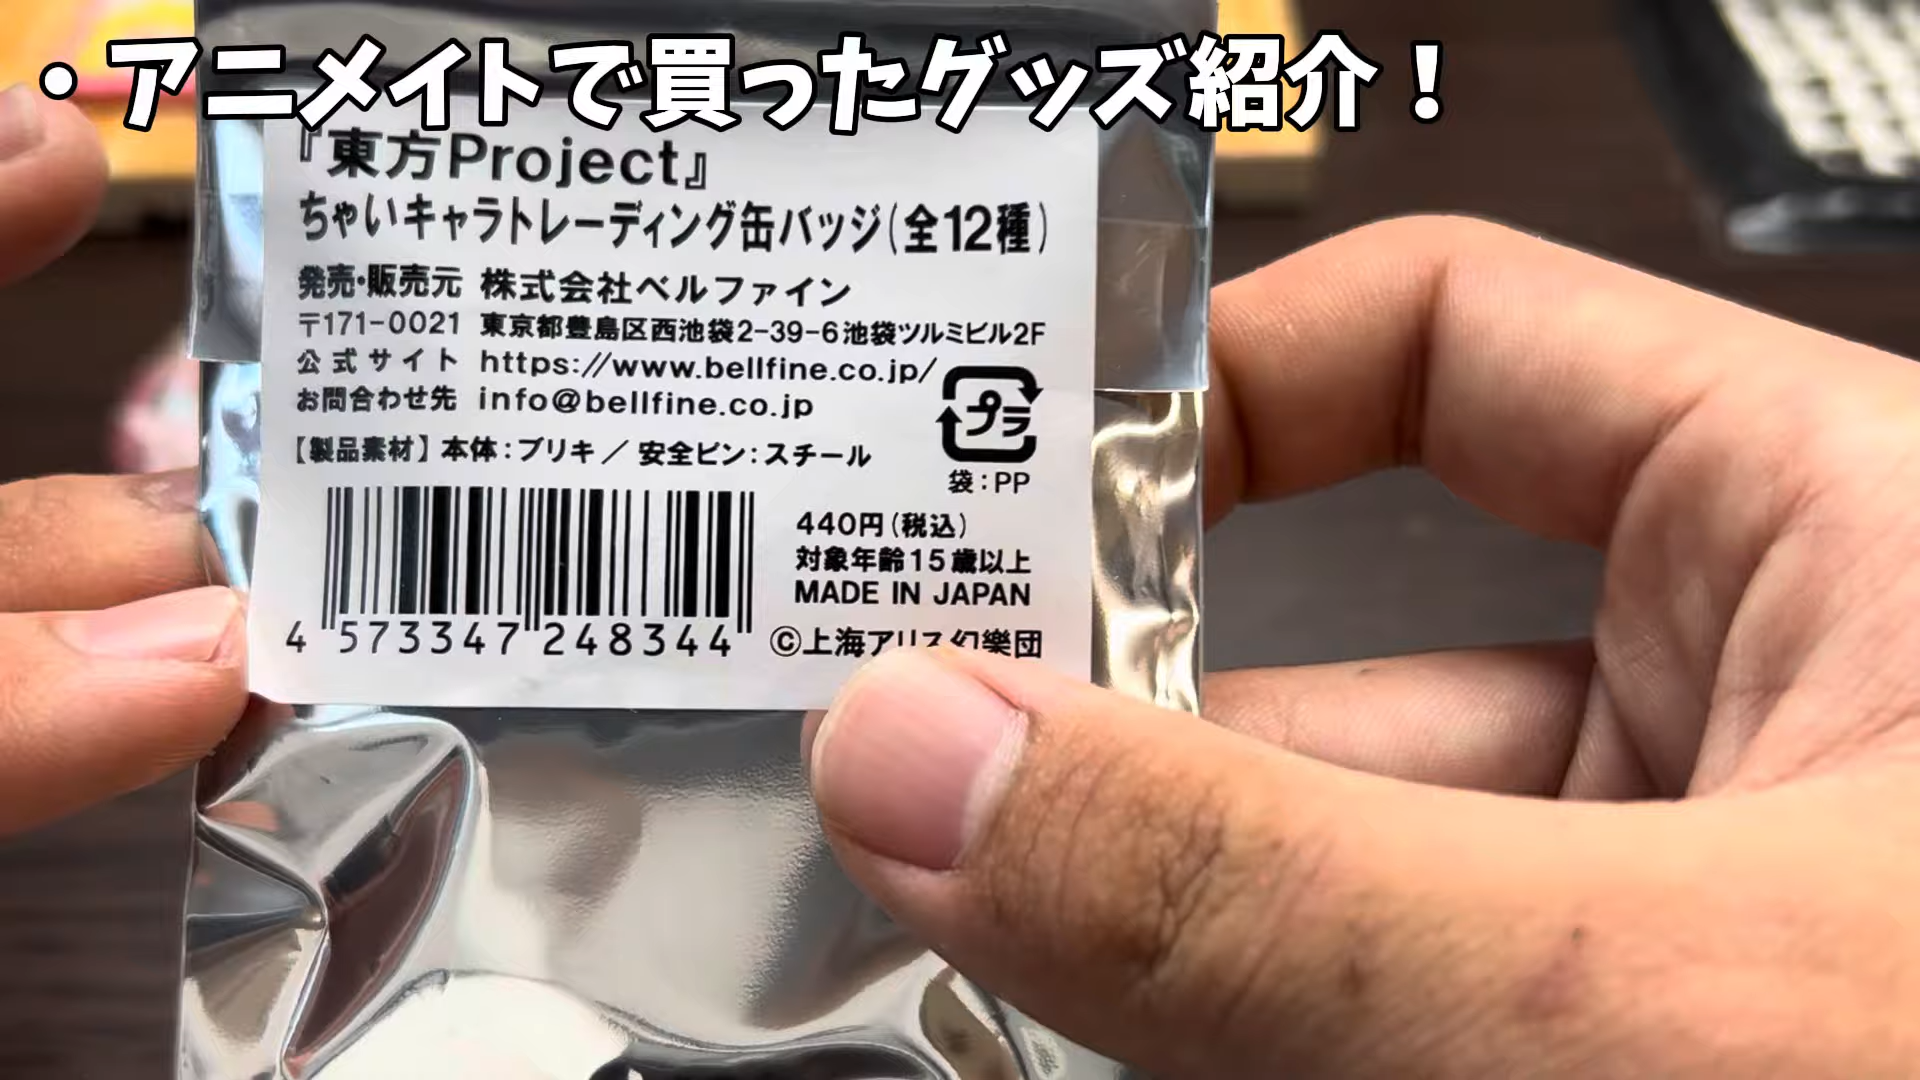 ・アニメイトで買ったグッズ紹介！
『東方Project』
ちゃいキャラトレーディング缶バッジ(全12種)
発売・販売元 株式会社ベルファイン
〒171-0021 東京都豊島区西池袋2-39-6池袋ツルミビル2F
公式サイト https://www.bellfine.co.jp/
お問合わせ先 info@bellfine.co.jp
プラ
【製品素材】本体：ブリキ／安全ピン：スチール
袋：PP
440円(税込)
対象年齢15歳以上
MADE IN JAPAN
4 573347 248344
©上海アリス幻樂団